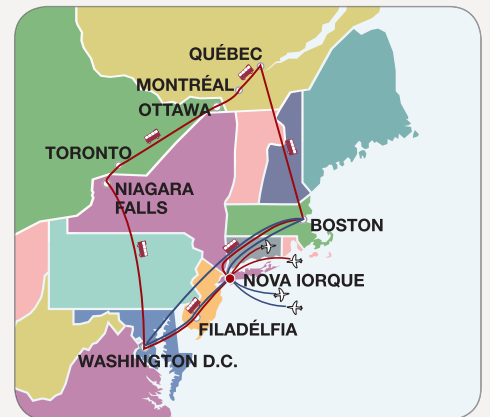 QUÉBEC
MONTRÉAL
OTTAWA
TORONTO
NIAGARA
FALLS
BOSTON
NOVA IORQUE
FILADÉLFIA
WASHINGTON D.C.